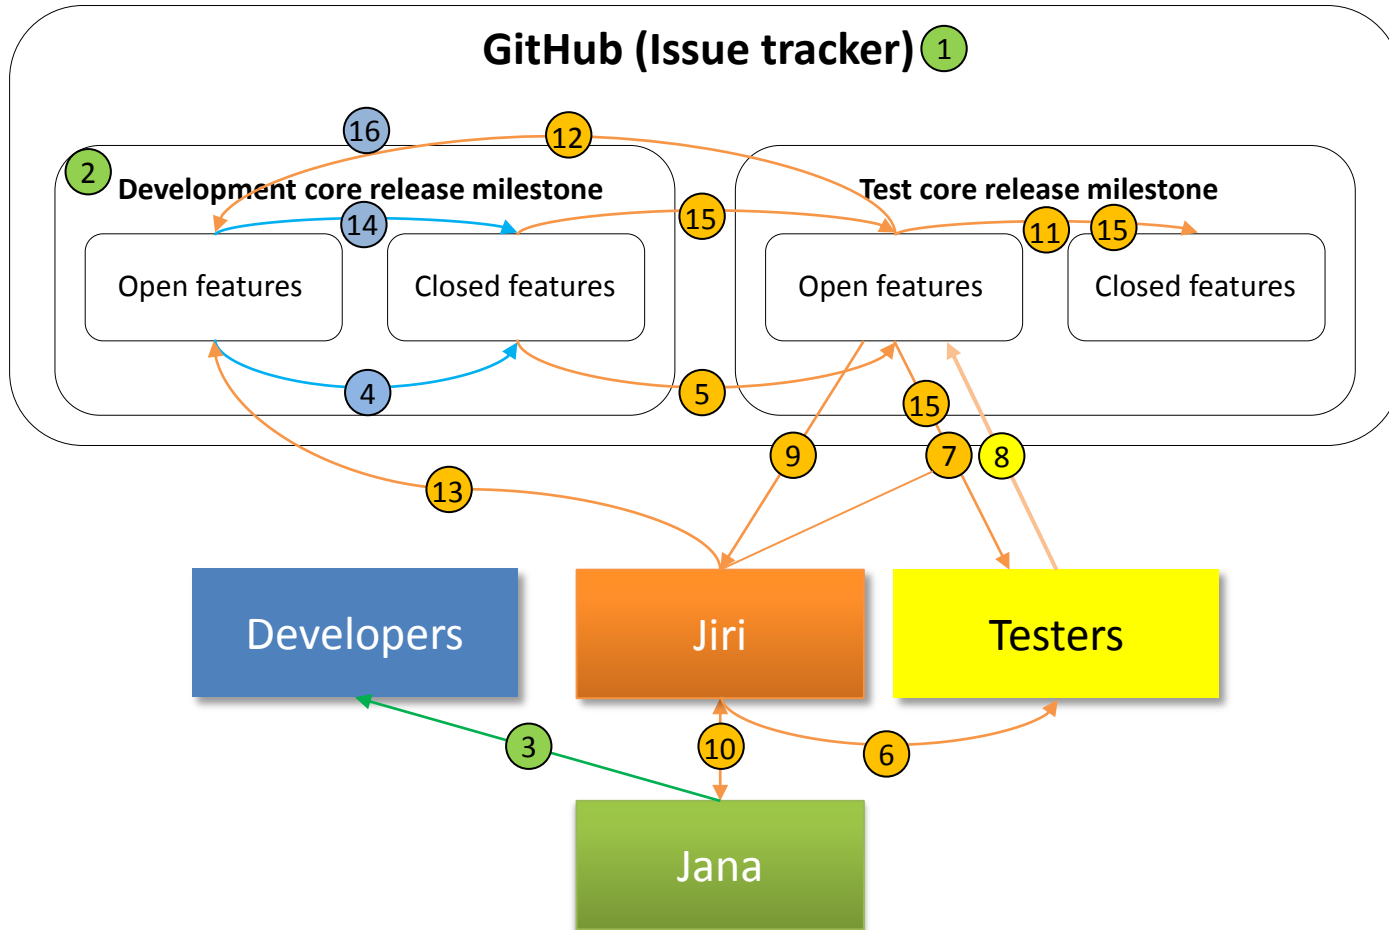 GitHub (Issue tracker) 1
16
12
2
Development core release milestone
Test core release milestone
14
15
11
15
Open features
Closed features
Open features
Closed features
4
5
15
9
7
8
13
Developers
Jiri
Testers
3
10
6
Jana